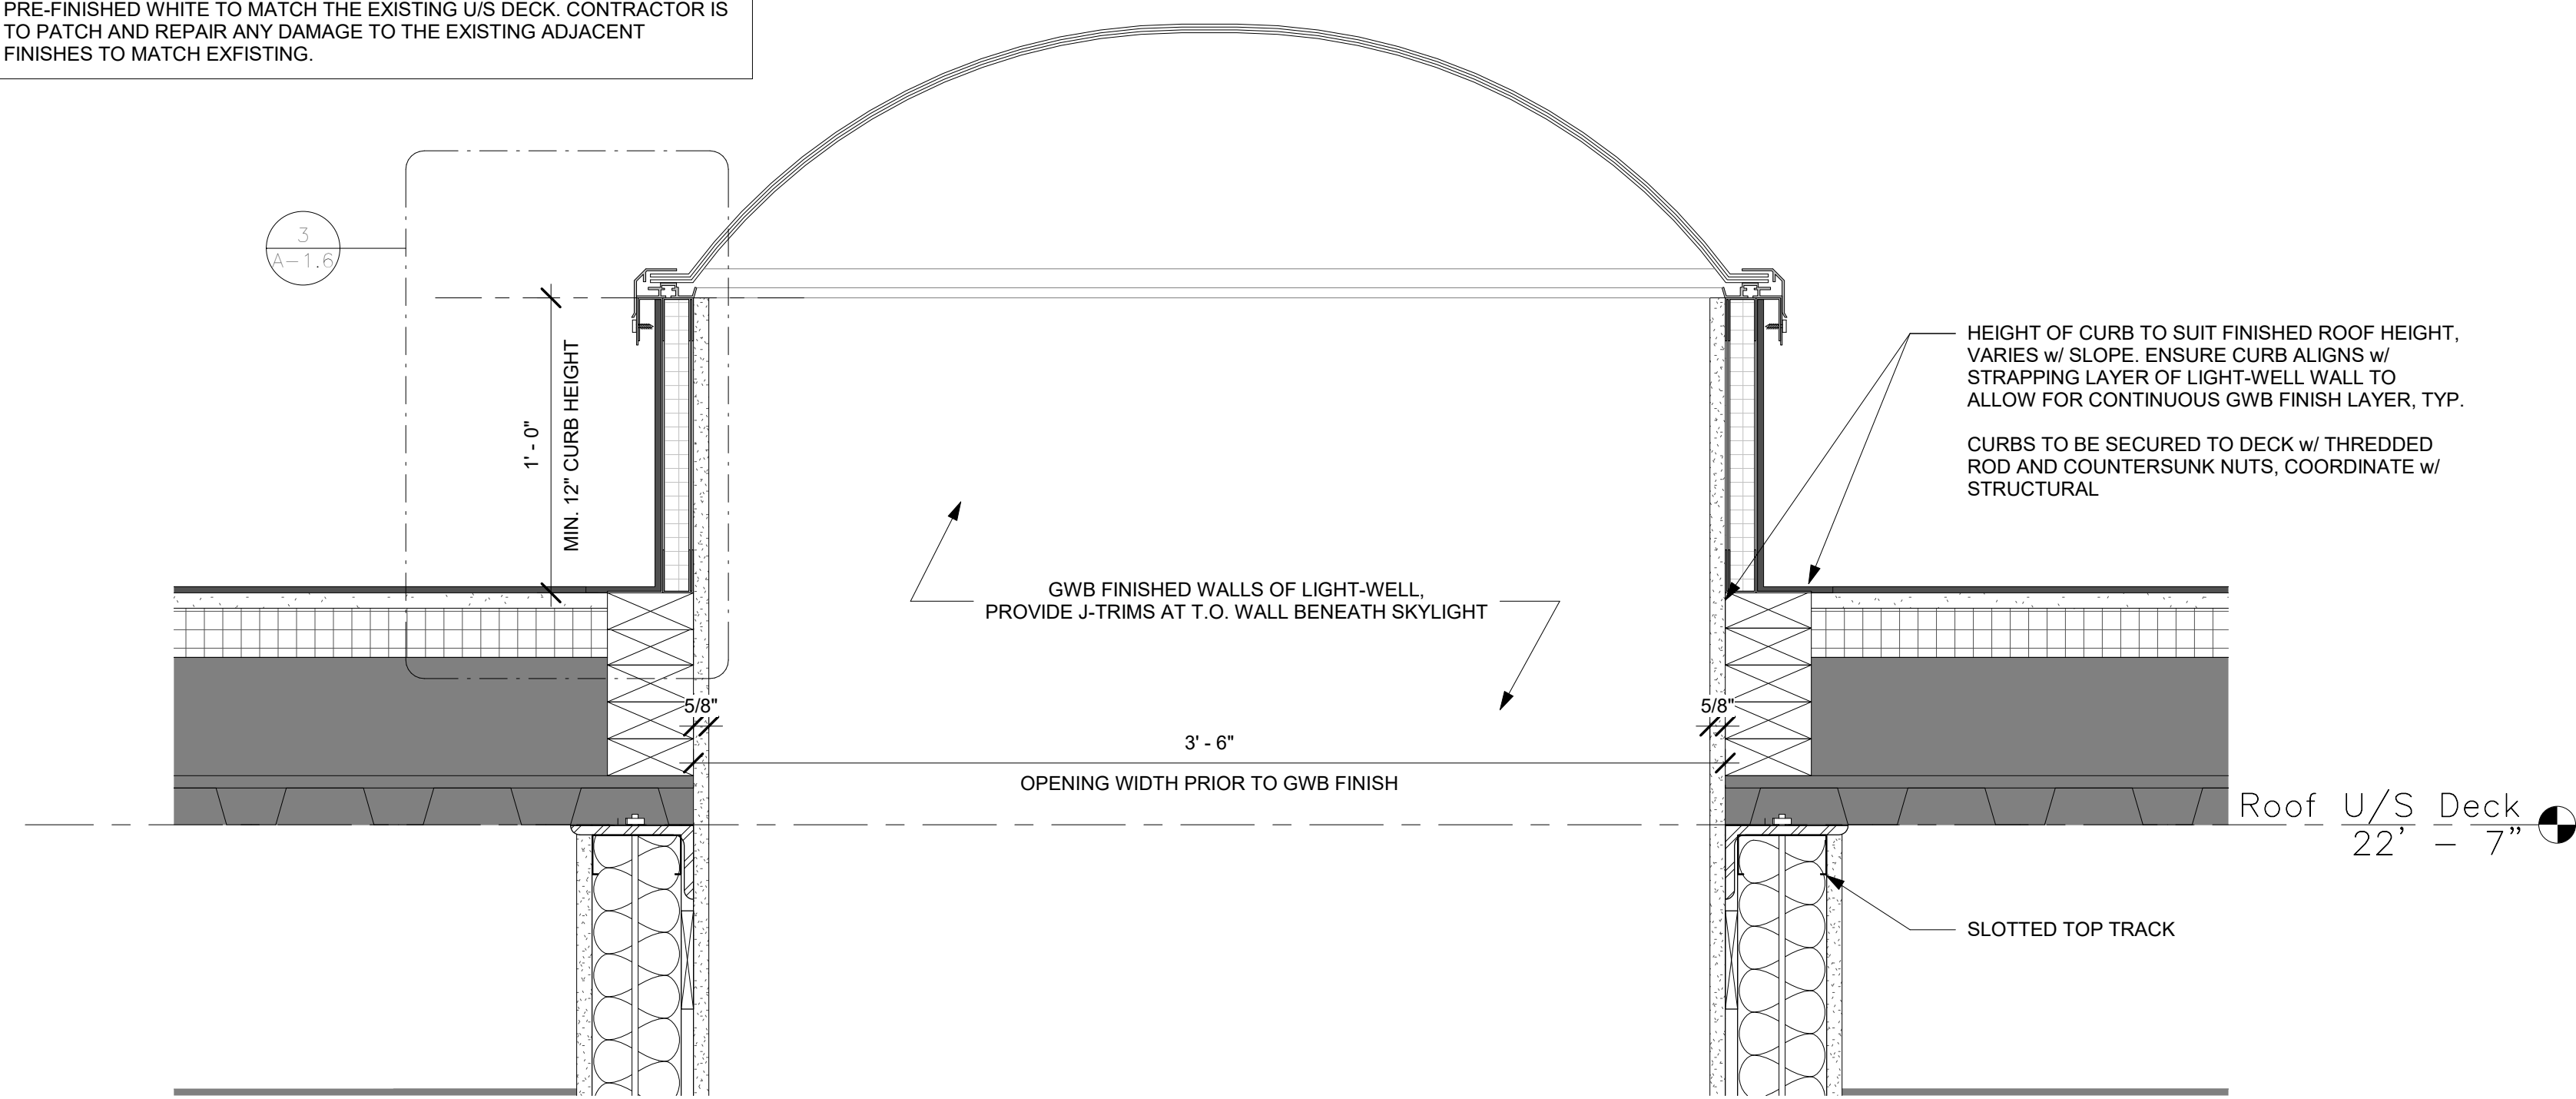 PRE-FINISHED WHITE TO MATCH THE EXISTING U/S DECK. CONTRACTOR IS
TO PATCH AND REPAIR ANY DAMAGE TO THE EXISTING ADJACENT
FINISHES TO MATCH EXFISTING.
3
A-1.6
1' - 0"
MIN. 12" CURB HEIGHT
HEIGHT OF CURB TO SUIT FINISHED ROOF HEIGHT,
VARIES w/ SLOPE. ENSURE CURB ALIGNS w/
STRAPPING LAYER OF LIGHT-WELL WALL TO
ALLOW FOR CONTINUOUS GWB FINISH LAYER, TYP.
CURBS TO BE SECURED TO DECK w/ THREDDED
ROD AND COUNTERSUNK NUTS, COORDINATE w/
STRUCTURAL
GWB FINISHED WALLS OF LIGHT-WELL,
PROVIDE J-TRIMS AT T.O. WALL BENEATH SKYLIGHT
5/8"
5/8"
3' - 6"
OPENING WIDTH PRIOR TO GWB FINISH
Roof U/S Deck
22' - 7"
SLOTTED TOP TRACK